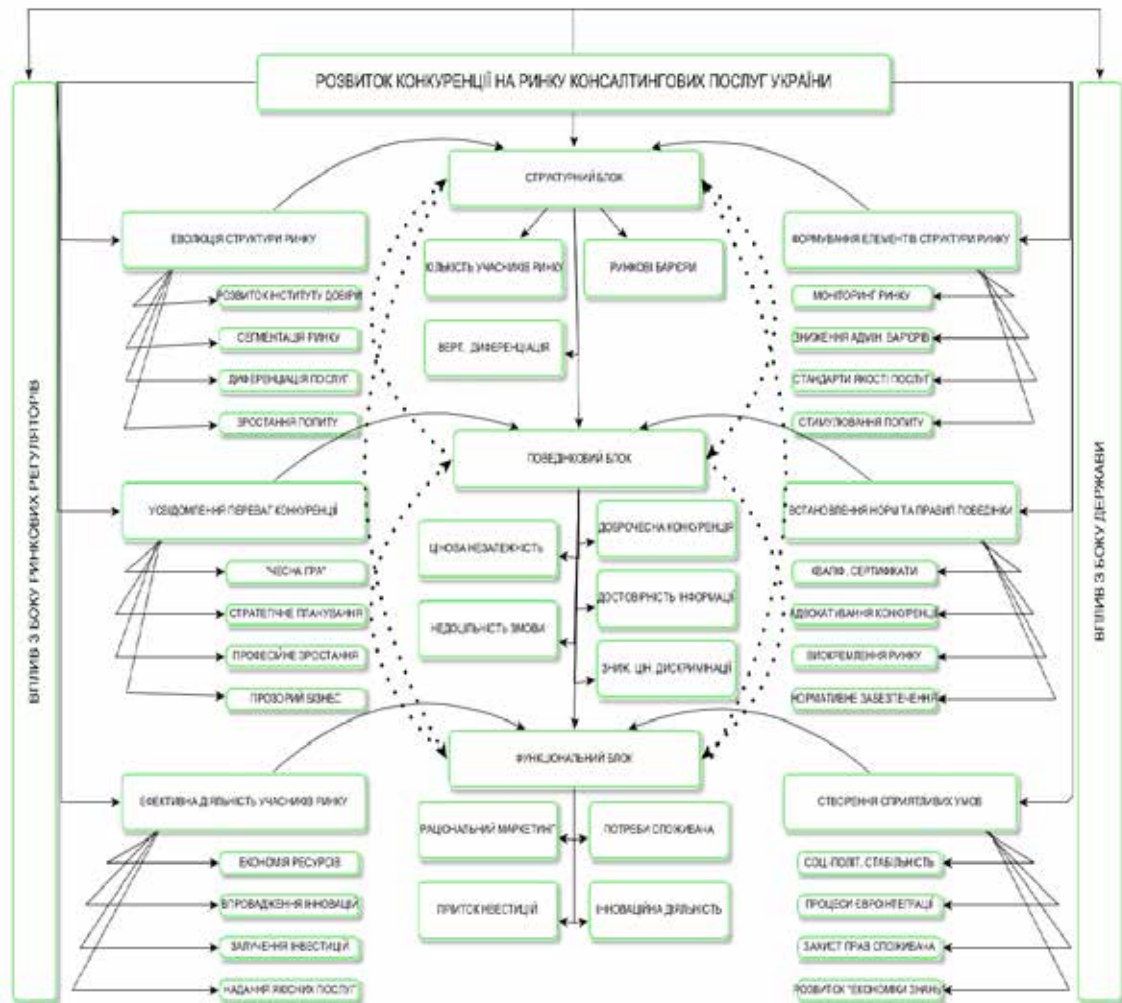 РОЗВИТОК КОНКУРЕНЦІЇ НА РИНКУ КОНСАЛТИНГОВИХ ПОСЛУГ УКРАЇНИ
ВПЛИВ З БОКУ РИНКОВИХ РЕГУЛЯТОРІВ
ВПЛИВ З БОКУ ДЕРЖАВИ
СТРУКТУРНИЙ БЛОК
ЕВОЛЮЦІЯ СТРУКТУРИ РИНКУ
ФОРМУВАННЯ ЕЛЕМЕНТІВ СТРУКТУРИ РИНКУ
КІЛЬКІСТЬ УЧАСНИКІВ РИНКУ
РИНКОВІ БАР'ЄРИ
ВЕРТ. ДИФЕРЕНЦІАЦІЯ
РОЗВИТОК ІНСТИТУТУ ДОВІРИ
СЕГМЕНТАЦІЯ РИНКУ
ДИФЕРЕНЦІАЦІЯ ПОСЛУГ
ЗРОСТАННЯ ПОПИТУ
МОНІТОРИНГ РИНКУ
ЗНИЖЕННЯ АДМІН. БАР'ЄРІВ
СТАНДАРТИ ЯКОСТІ ПОСЛУГ
СТИМУЛЮВАННЯ ПОПИТУ
ПОВЕДІНКОВИЙ БЛОК
УСВІДОМЛЕННЯ ПЕРЕВАГ КОНКУРЕНЦІЇ
ВСТАНОВЛЕННЯ НОРМ ТА ПРАВИЛ ПОВЕДІНКИ
ЦІНОВА НЕЗАЛЕЖНІСТЬ
ДОБРОЧЕСНА КОНКУРЕНЦІЯ
ДОСТОВІРНІСТЬ ІНФОРМАЦІЇ
НЕДОЦІЛЬНІСТЬ ЗМОВИ
ЗНИЖ. ЦІН. ДИСКРИМІНАЦІЇ
"ЧЕСНА ГРА"
СТРАТЕГІЧНЕ ПЛАНУВАННЯ
ПРОФЕСІЙНЕ ЗРОСТАННЯ
ПРОЗОРИЙ БІЗНЕС
КВАЛІФ. СЕРТИФІКАТИ
АДВОКАТУВАННЯ КОНКУРЕНЦІЇ
ВИОКРЕМЛЕННЯ РИНКУ
НОРМАТИВНЕ ЗАБЕЗПЕЧЕННЯ
ФУНКЦІОНАЛЬНИЙ БЛОК
ЕФЕКТИВНА ДІЯЛЬНІСТЬ УЧАСНИКІВ РИНКУ
СТВОРЕННЯ СПРИЯТЛИВИХ УМОВ
РАЦІОНАЛЬНИЙ МАРКЕТИНГ
ПОТРЕБИ СПОЖИВАЧА
ПРИТОК ІНВЕСТИЦІЙ
ІННОВАЦІЙНА ДІЯЛЬНІСТЬ
ЕКОНОМІЯ РЕСУРСІВ
ВПРОВАДЖЕННЯ ІННОВАЦІЙ
ЗАЛУЧЕННЯ ІНВЕСТИЦІЙ
НАДАННЯ ЯКІСНИХ ПОСЛУГ
СОЦ.-ПОЛІТ. СТАБІЛЬНІСТЬ
ПРОЦЕСИ ЄВРОІНТЕГРАЦІЇ
ЗАХИСТ ПРАВ СПОЖИВАЧА
РОЗВИТОК "ЕКОНОМІКИ ЗНАНЬ"